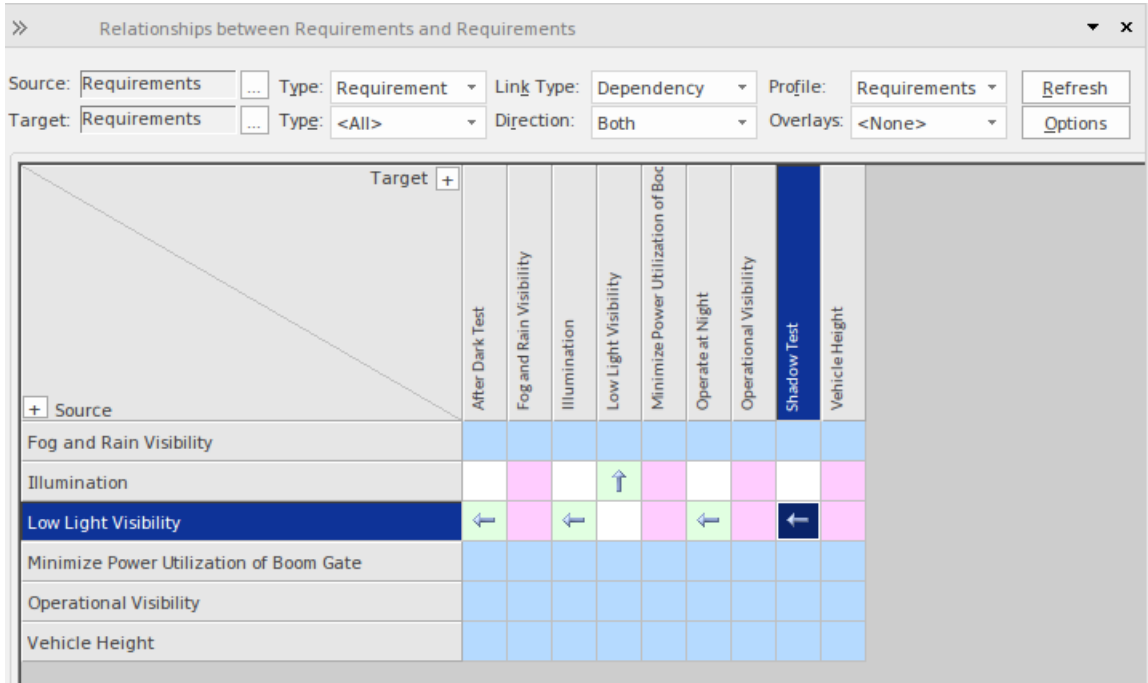 Relationships between Requirements and Requirements
Source: Requirements ... Type: Requirement Link Type: Dependency Profile: Requirements Refresh
Target: Requirements ... Type: <All> Direction: Both Overlays: <None> Options
Target +
After Dark Test
Fog and Rain Visibility
Illumination
Low Light Visibility
Minimize Power Utilization of Boo
Operate at Night
Operational Visibility
Shadow Test
Vehicle Height
+ Source
Fog and Rain Visibility
Illumination
Low Light Visibility
Minimize Power Utilization of Boom Gate
Operational Visibility
Vehicle Height